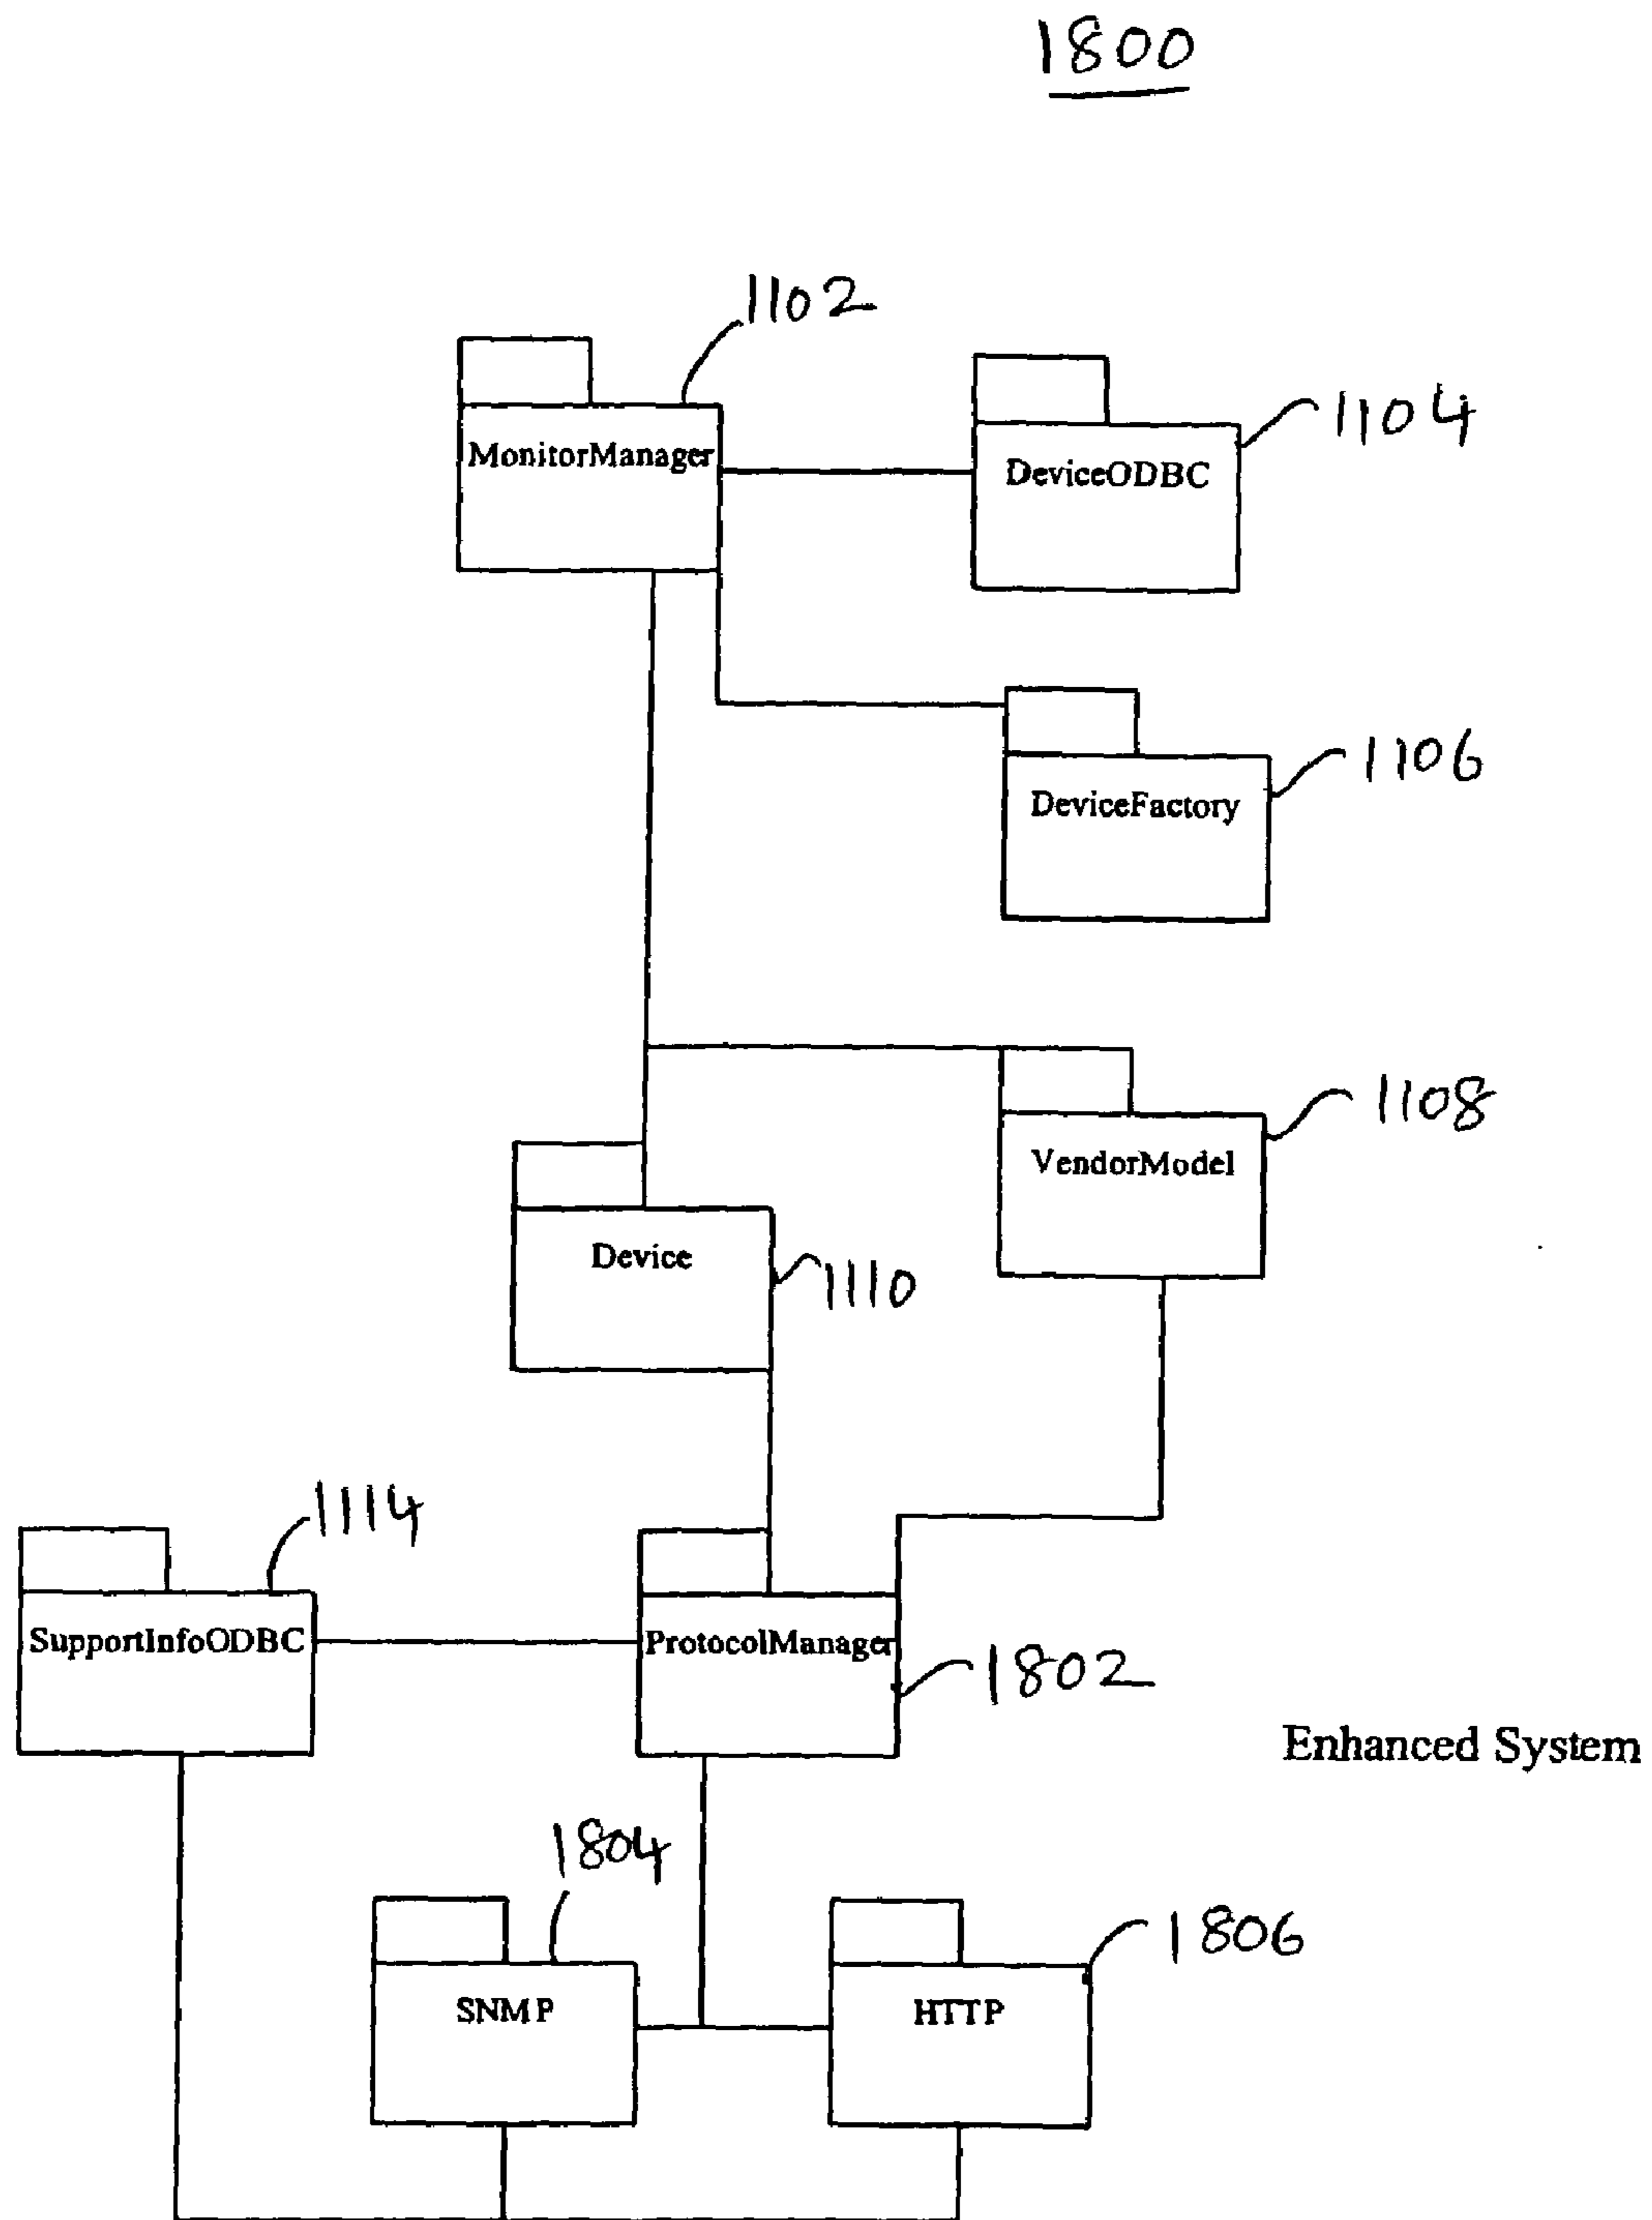 1800
1102
MonitorManager
DeviceODBC
1104
DeviceFactory
1106
VendorModel
1108
Device
1110
1114
SupportInfoODBC
ProtocolManager
1802
Enhanced System
1804
SNMP
HTTP
1806